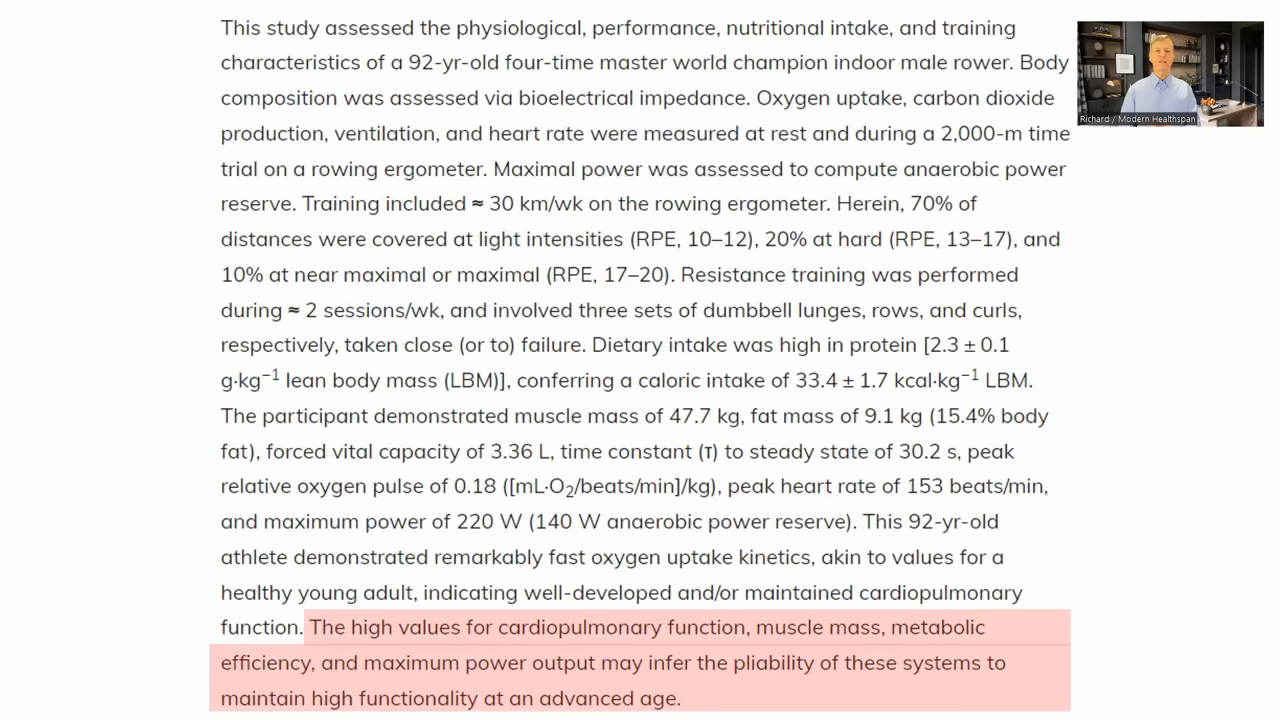 This study assessed the physiological, performance, nutritional intake, and training
characteristics of a 92-yr-old four-time master world champion indoor male rower. Body
composition was assessed via bioelectrical impedance. Oxygen uptake, carbon dioxide
production, ventilation, and heart rate were measured at rest and during a 2,000-m time
trial on a rowing ergometer. Maximal power was assessed to compute anaerobic power
reserve. Training included ≈ 30 km/wk on the rowing ergometer. Herein, 70% of
distances were covered at light intensities (RPE, 10–12), 20% at hard (RPE, 13–17), and
10% at near maximal or maximal (RPE, 17–20). Resistance training was performed
during ≈ 2 sessions/wk, and involved three sets of dumbbell lunges, rows, and curls,
respectively, taken close (or to) failure. Dietary intake was high in protein [2.3 ± 0.1
g·kg⁻¹ lean body mass (LBM)], conferring a caloric intake of 33.4 ± 1.7 kcal·kg⁻¹ LBM.
The participant demonstrated muscle mass of 47.7 kg, fat mass of 9.1 kg (15.4% body
fat), forced vital capacity of 3.36 L, time constant (τ) to steady state of 30.2 s, peak
relative oxygen pulse of 0.18 ([mL·O₂/beats/min]/kg), peak heart rate of 153 beats/min,
and maximum power of 220 W (140 W anaerobic power reserve). This 92-yr-old
athlete demonstrated remarkably fast oxygen uptake kinetics, akin to values for a
healthy young adult, indicating well-developed and/or maintained cardiopulmonary
function. The high values for cardiopulmonary function, muscle mass, metabolic
efficiency, and maximum power output may infer the pliability of these systems to
maintain high functionality at an advanced age.
Richard / Modern Healthspan